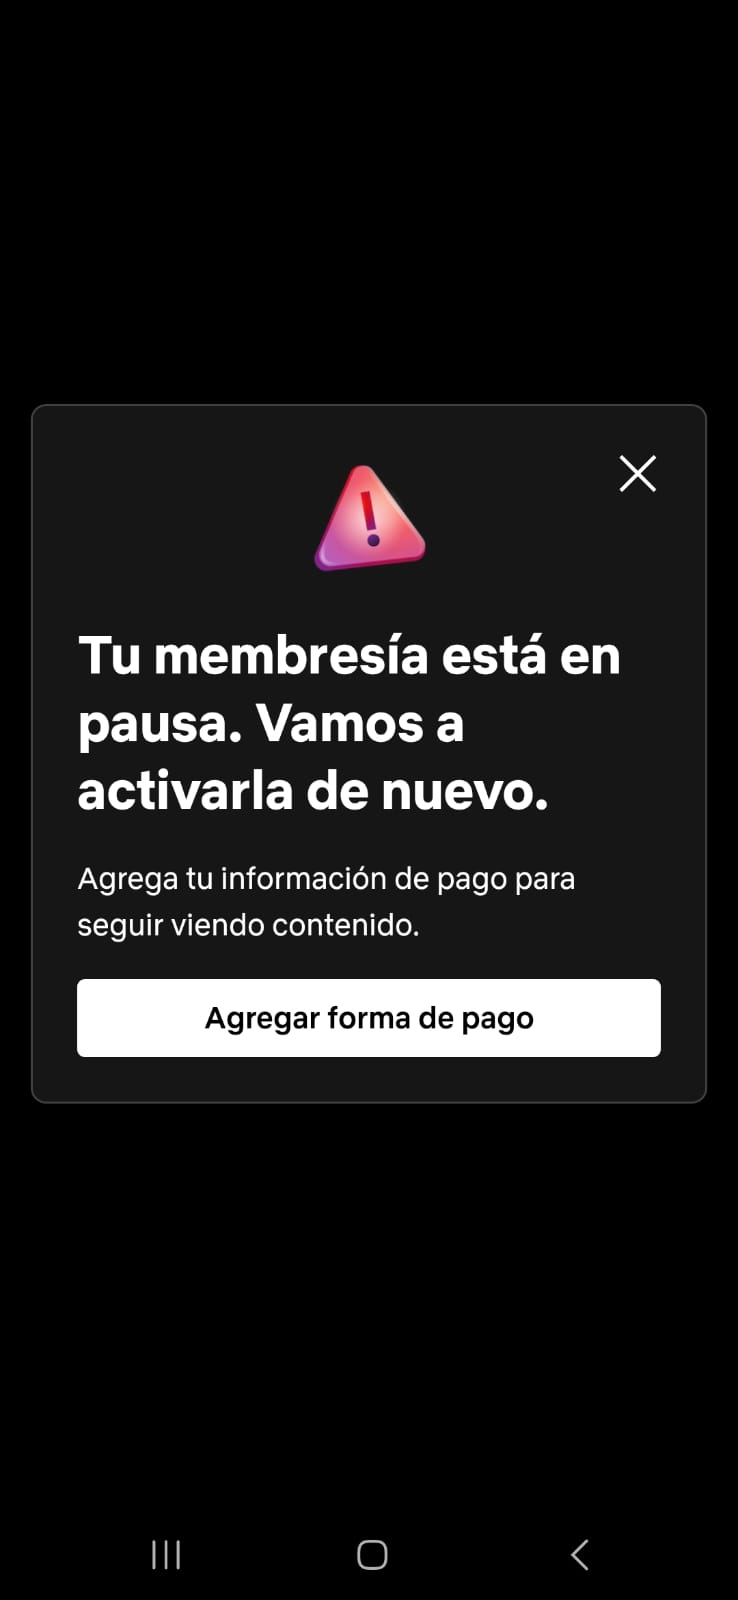 Tu membresía está en
pausa. Vamos a
activarla de nuevo.
Agrega tu información de pago para
seguir viendo contenido.
Agregar forma de pago